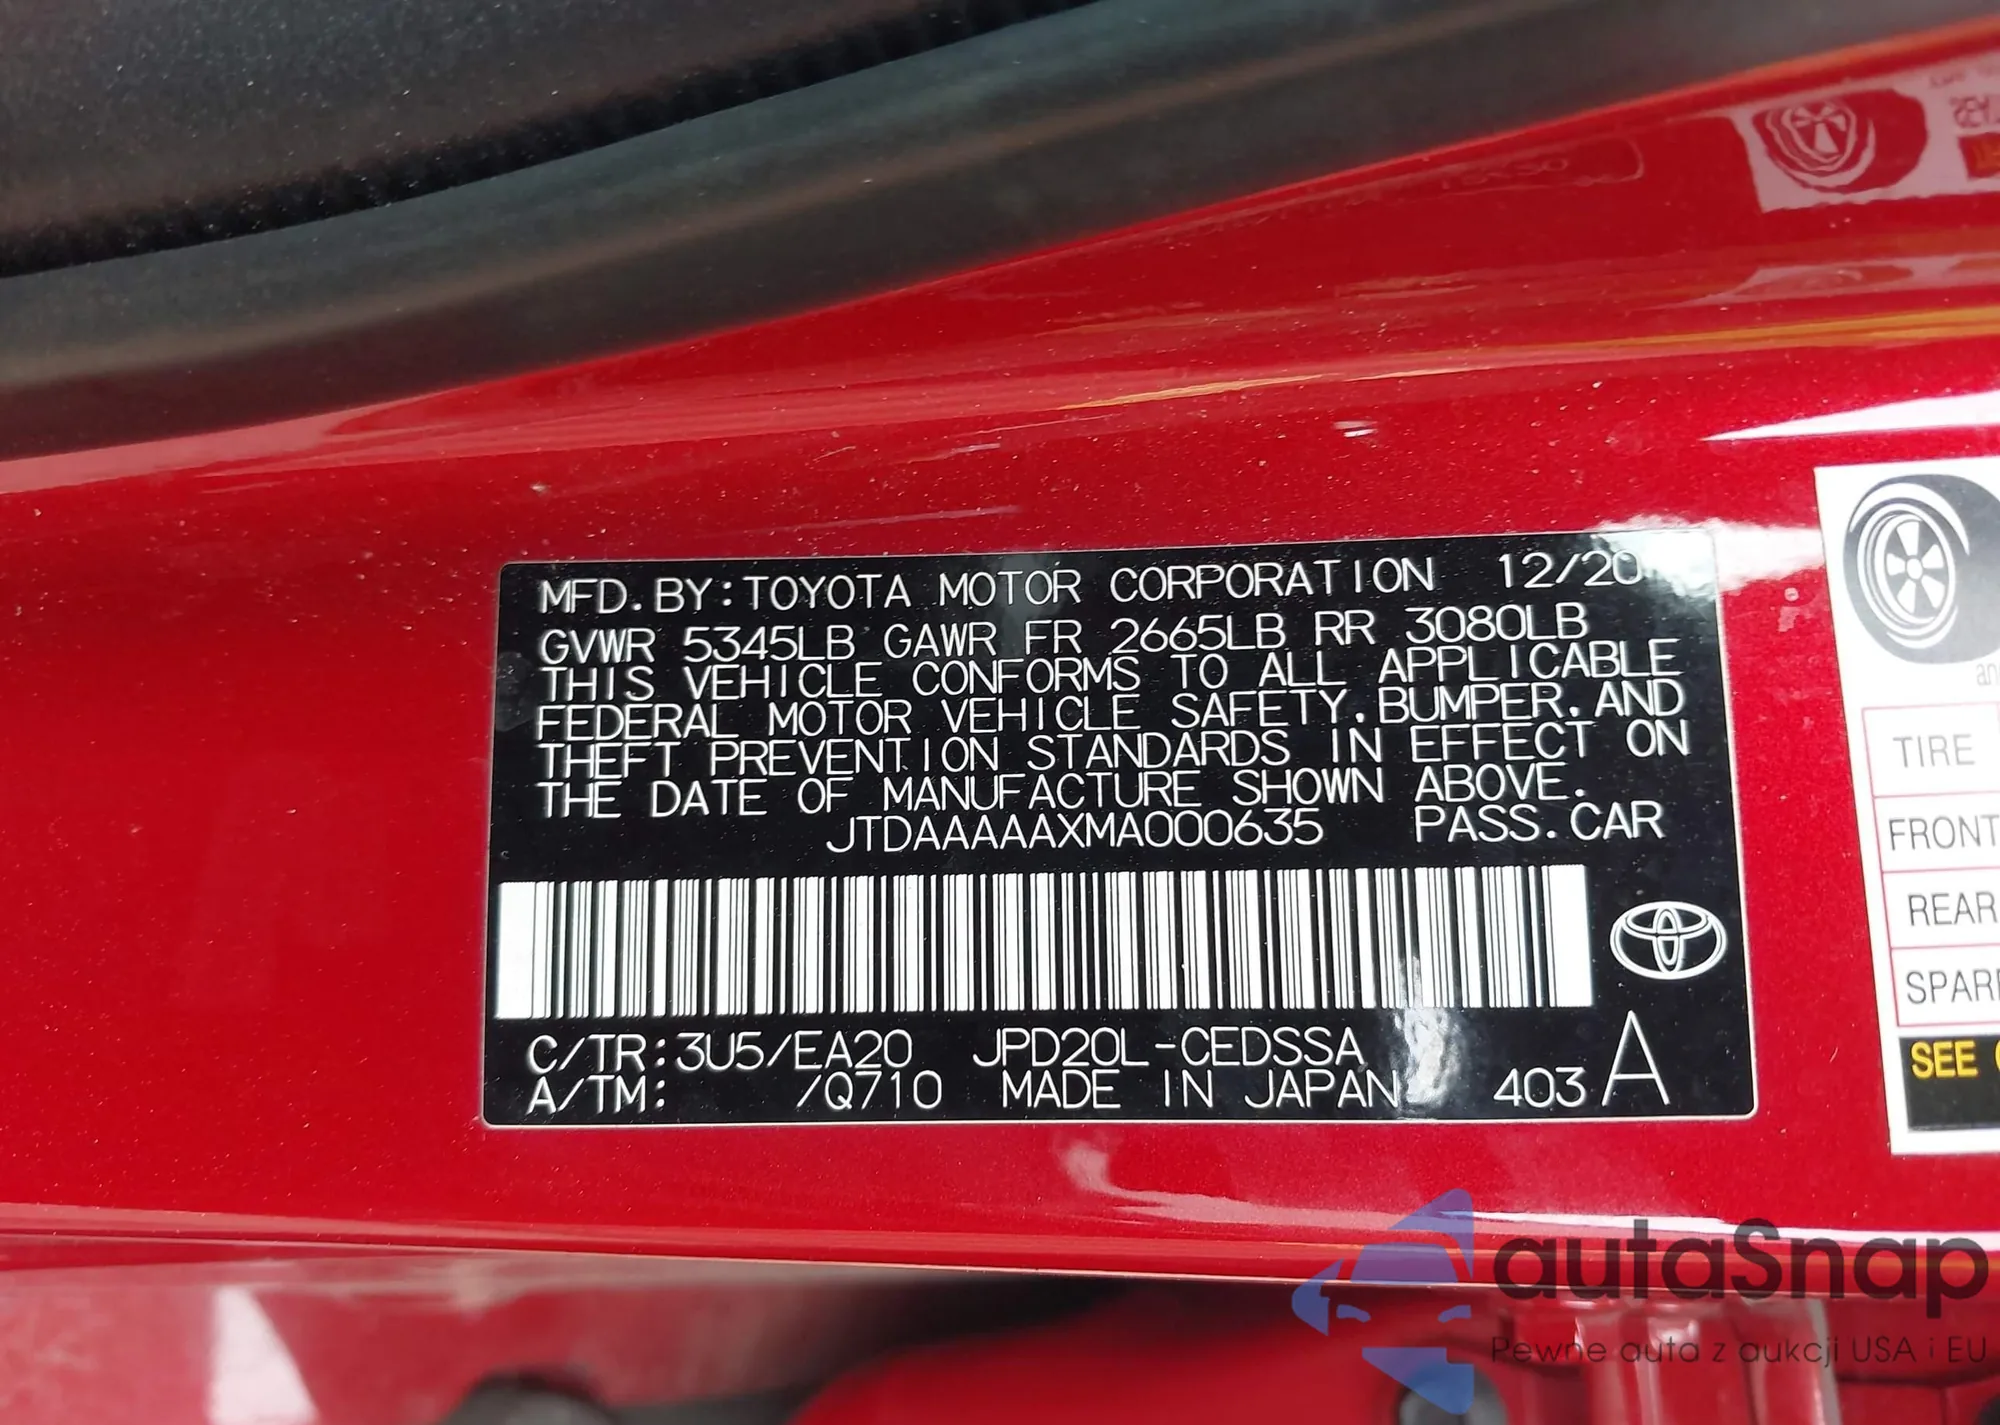 MFD.BY:TOYOTA MOTOR CORPORATION 12/20
GVWR 5345LB GAWR FR 2665LB RR 3080LB
THIS VEHICLE CONFORMS TO ALL APPLICABLE
FEDERAL MOTOR VEHICLE SAFETY,BUMPER,AND
THEFT PREVENTION STANDARDS IN EFFECT ON
THE DATE OF MANUFACTURE SHOWN ABOVE.
JTDAAAAAXMA000635 PASS.CAR
C/TR:3U5/EA20 JPD20L-CEDSSA
A/TM: /Q710 MADE IN JAPAN 403 A
TIRE
FRONT
REAR
SEE
autaSnap
Pewne auta z aukcji USA i EU